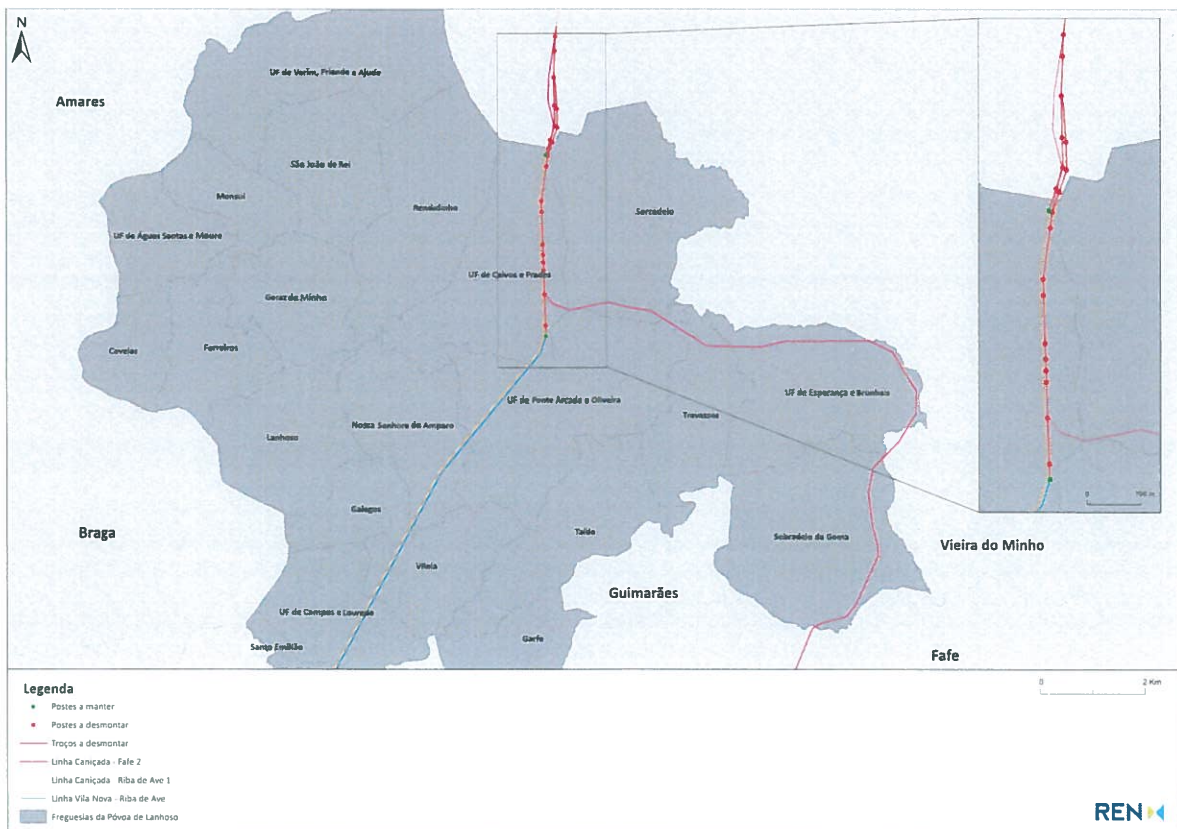 N
UF de Verim, Friande e Ajude
Amares
São João de Rei
Monsul
Rendufinho
Sercedelo
UF de Águas Santas e Moure
UF de Calvos e Frades
Geraz do Minho
Covelas
Ferreiros
UF de Esperança e Brunhais
UF de Fonte Arcada e Oliveira
Travassos
Nossa Senhora do Amparo
Lanhoso
0
700 m
Galegos
Braga
Taíde
Sobradelo da Goma
Vieira do Minho
Vilela
Guimarães
UF de Campos e Louredo
Garfe
Santo Emilião
Fafe
Legenda
0
2 Km
Postes a manter
Postes a desmontar
Troços a desmontar
Linha Caniçada - Fafe 2
Linha Caniçada - Riba de Ave 1
Linha Vila Nova - Riba de Ave
Freguesias da Póvoa de Lanhoso
REN